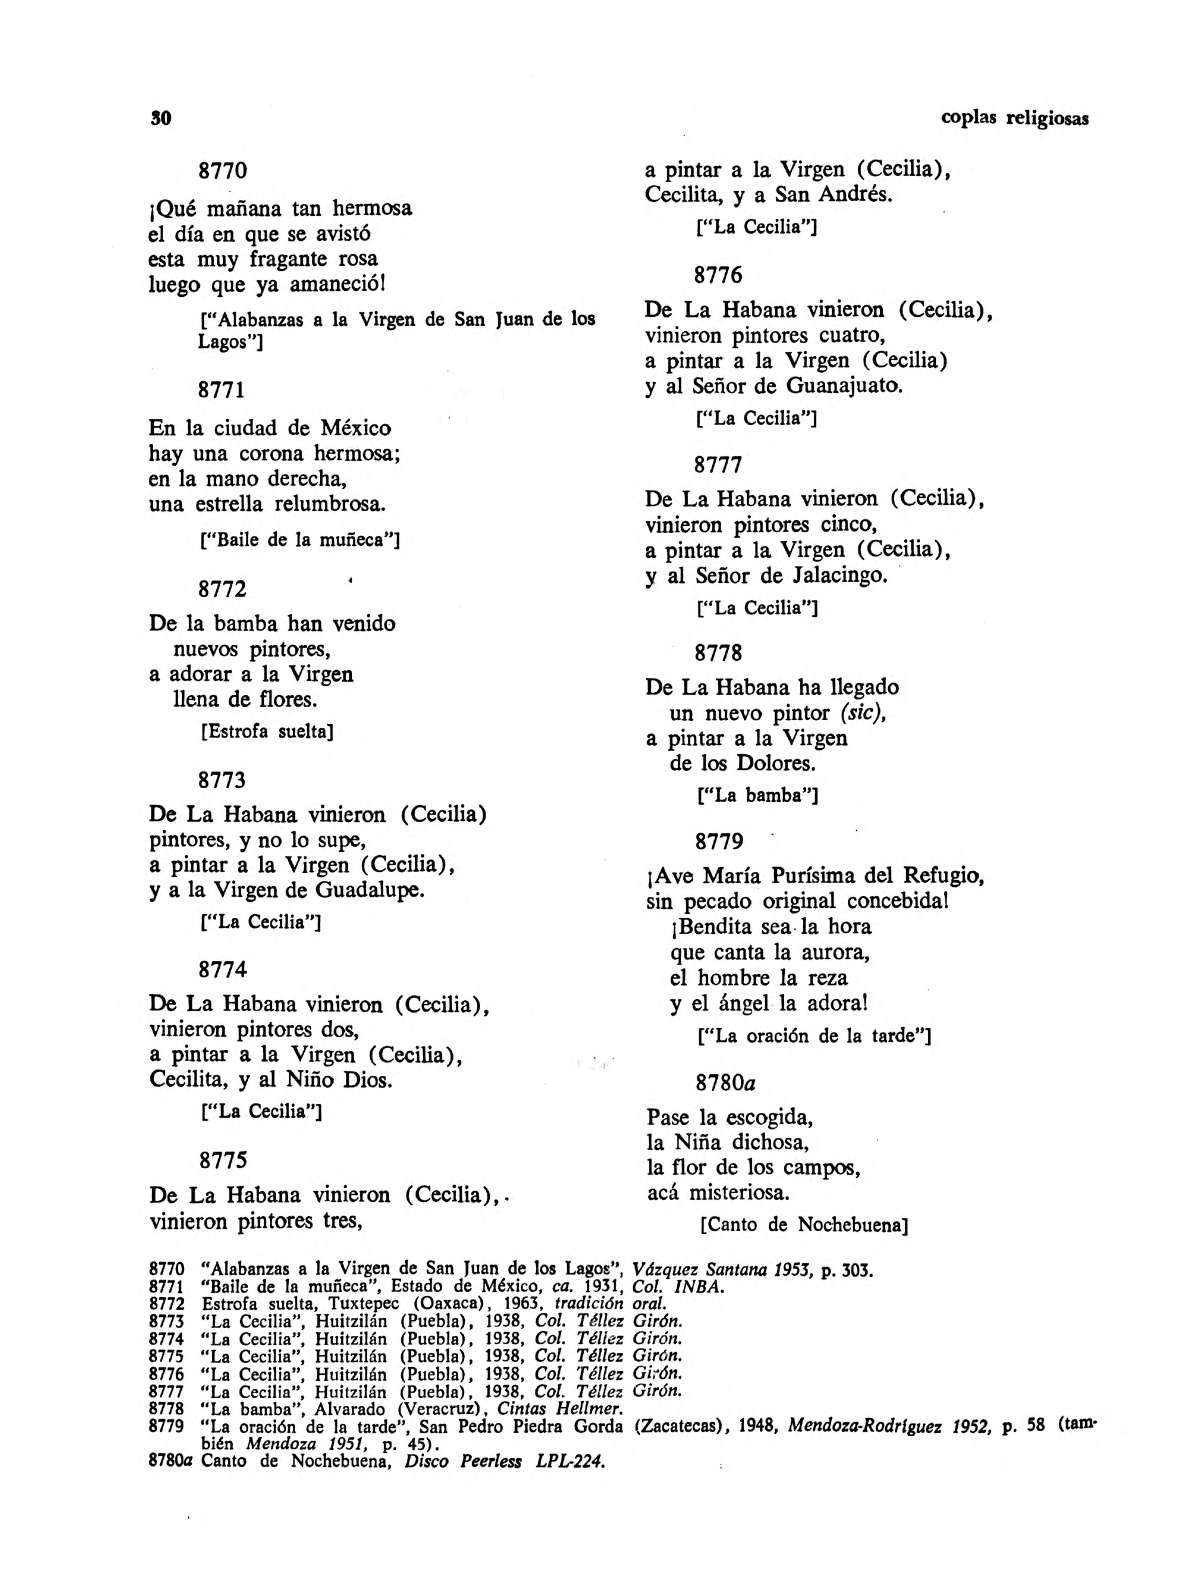 30
coplas religiosas
8770
¡Qué mañana tan hermosa
el día en que se avistó
esta muy fragante rosa
luego que ya amaneció!
["Alabanzas a la Virgen de San Juan de los
Lagos"]
8771
En la ciudad de México
hay una corona hermosa;
en la mano derecha,
una estrella relumbrosa.
["Baile de la muñeca"]
8772
De la bamba han venido
nuevos pintores,
a adorar a la Virgen
llena de flores.
[Estrofa suelta]
8773
De La Habana vinieron (Cecilia)
pintores, y no lo supe,
a pintar a la Virgen (Cecilia),
y a la Virgen de Guadalupe.
["La Cecilia"]
8774
De La Habana vinieron (Cecilia),
vinieron pintores dos,
a pintar a la Virgen (Cecilia),
Cecilita, y al Niño Dios.
["La Cecilia"]
8775
De La Habana vinieron (Cecilia),
vinieron pintores tres,
a pintar a la Virgen (Cecilia),
Cecilita, y a San Andrés.
["La Cecilia"]
8776
De La Habana vinieron (Cecilia),
vinieron pintores cuatro,
a pintar a la Virgen (Cecilia)
y al Señor de Guanajuato.
["La Cecilia"]
8777
De La Habana vinieron (Cecilia),
vinieron pintores cinco,
a pintar a la Virgen (Cecilia),
y al Señor de Jalacingo.
["La Cecilia"]
8778
De La Habana ha llegado
un nuevo pintor (sic),
a pintar a la Virgen
de los Dolores.
["La bamba"]
8779
¡Ave María Purísima del Refugio,
sin pecado original concebida!
¡Bendita sea la hora
que canta la aurora,
el hombre la reza
y el ángel la adora!
["La oración de la tarde"]
8780a
Pase la escogida,
la Niña dichosa,
la flor de los campos,
acá misteriosa.
[Canto de Nochebuena]
8770 "Alabanzas a la Virgen de San Juan de los Lagos", Vázquez Santana 1953, p. 303.
8771 "Baile de la muñeca", Estado de México, ca. 1931, Col. INBA.
8772 Estrofa suelta, Tuxtepec (Oaxaca), 1963, tradición oral.
8773 "La Cecilia", Huitzilán (Puebla), 1938, Col. Téllez Girón.
8774 "La Cecilia", Huitzilán (Puebla), 1938, Col. Téllez Girón.
8775 "La Cecilia", Huitzilán (Puebla), 1938, Col. Téllez Girón.
8776 "La Cecilia", Huitzilán (Puebla), 1938, Col. Téllez Girón.
8777 "La Cecilia", Huitzilán (Puebla), 1938, Col. Téllez Girón.
8778 "La bamba", Alvarado (Veracruz), Cintas Hellmer.
8779 "La oración de la tarde", San Pedro Piedra Gorda (Zacatecas), 1948, Mendoza-Rodríguez 1952, p. 58 (tam-
bién Mendoza 1951, p. 45).
8780a Canto de Nochebuena, Disco Peerless LPL-224.